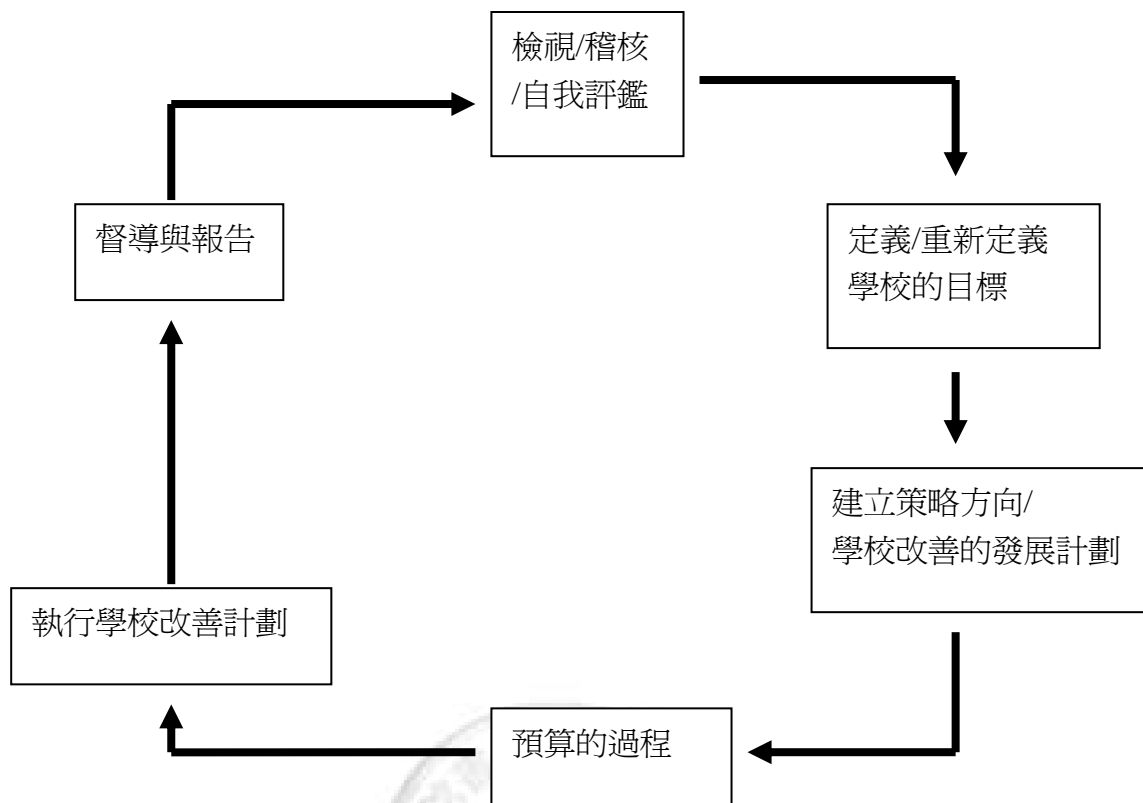 檢視/稽核
/自我評鑑
督導與報告
定義/重新定義
學校的目標
建立策略方向/
學校改善的發展計劃
執行學校改善計劃
預算的過程